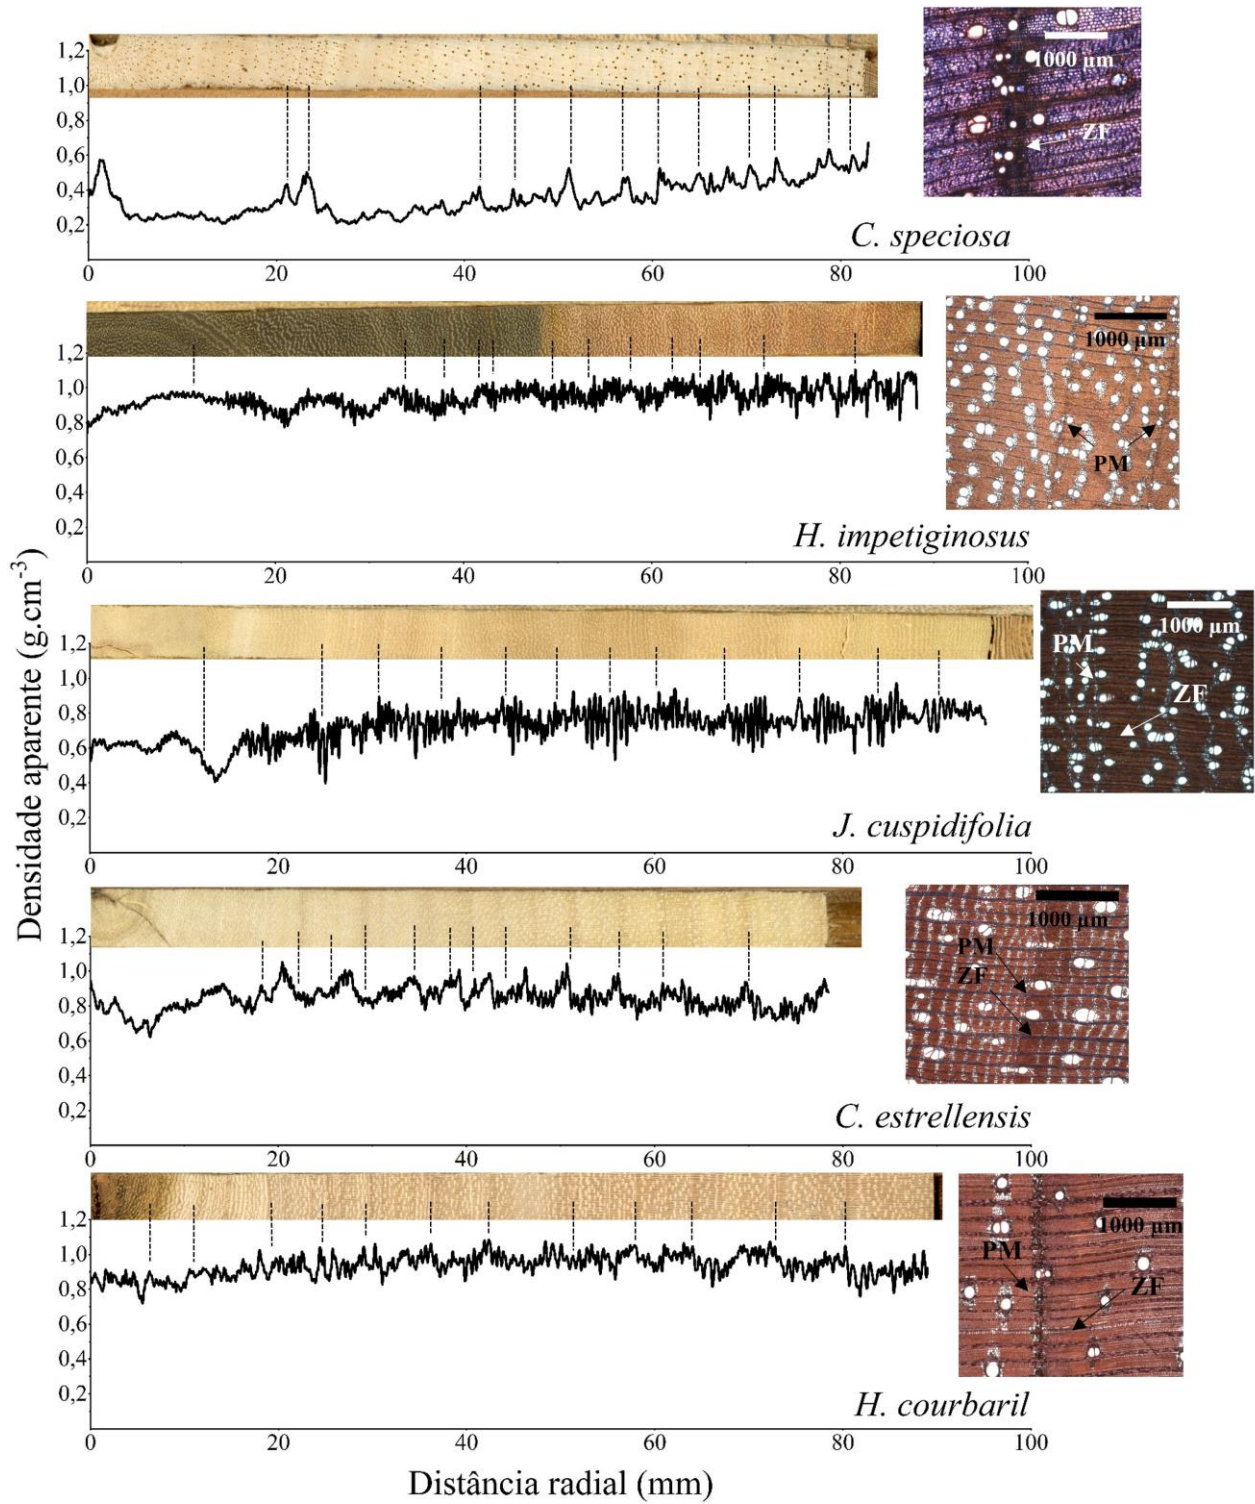 1,2
1,0
0,8
0,6
0,4
0,2
1000 µm
ZF
C. speciosa
0 20 40 60 80 100
1,2
1,0
0,8
0,6
0,4
0,2
1000 µm
PM
H. impetiginosus
0 20 40 60 80 100
1,2
1,0
0,8
0,6
0,4
0,2
1000 µm
PM
ZF
J. cuspidifolia
0 20 40 60 80 100
1,2
1,0
0,8
0,6
0,4
0,2
1000 µm
PM
ZF
C. estrellensis
0 20 40 60 80 100
1,2
1,0
0,8
0,6
0,4
0,2
1000 µm
PM
ZF
H. courbaril
0 20 40 60 80 100
Densidade aparente (g.cm⁻³)
Distância radial (mm)